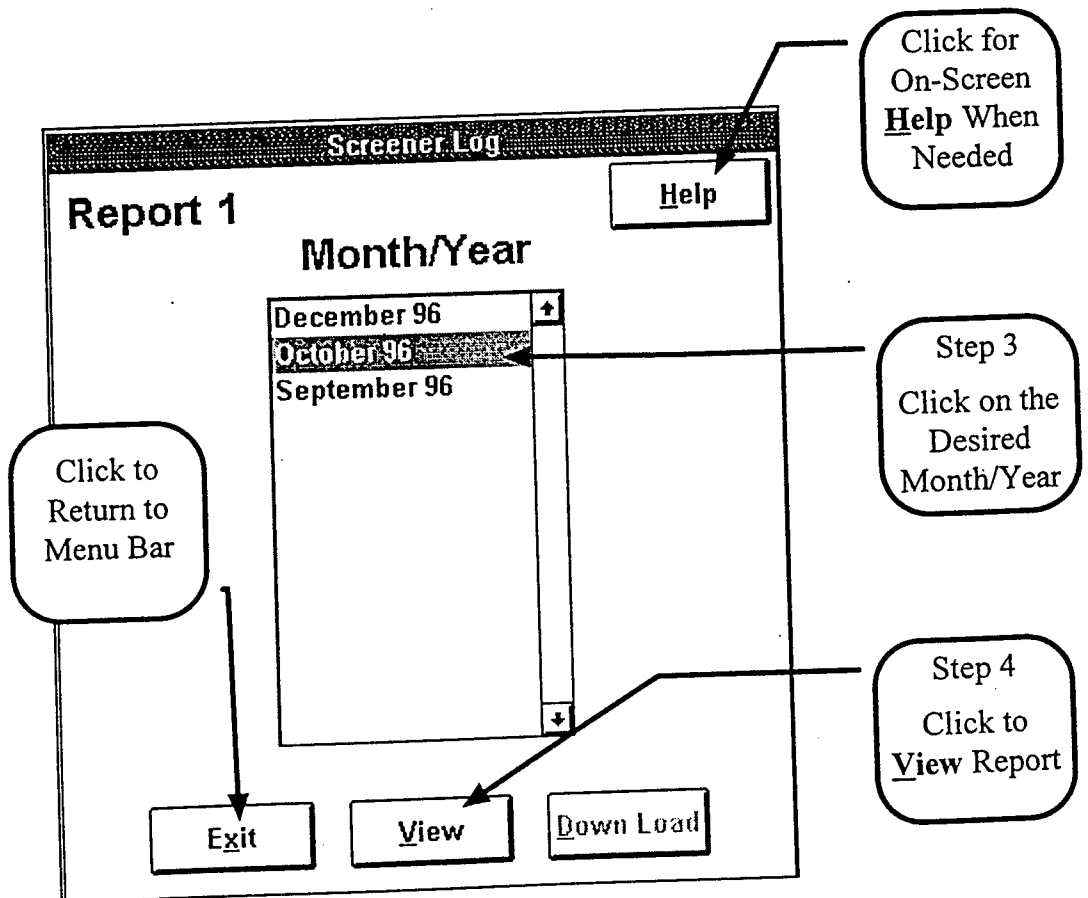 Click for
On-Screen
Help When
Needed
Screener Log
Report 1
Help
Month/Year
December 96
October 96
September 96
Step 3
Click on the
Desired
Month/Year
Click to
Return to
Menu Bar
Step 4
Click to
View Report
Exit
View
Down Load